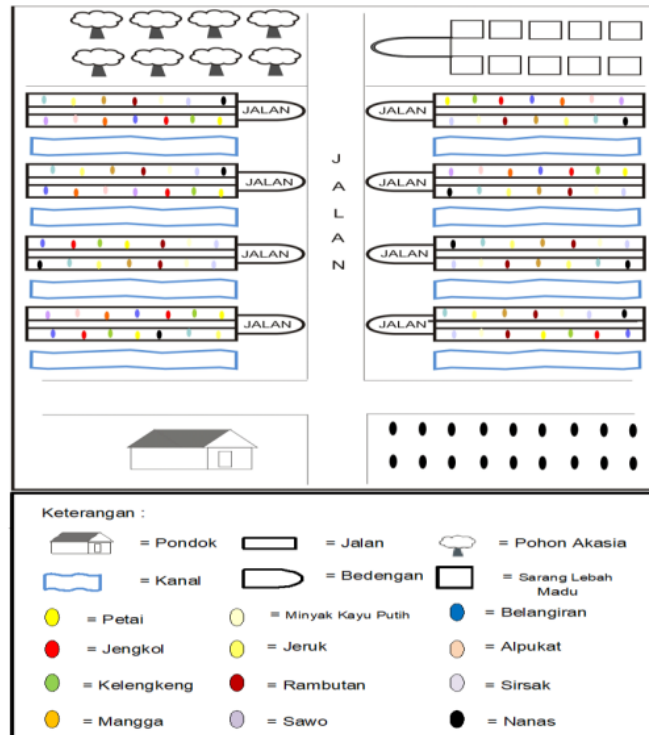 JALAN JALAN
JALAN
JALAN JALAN
JALAN JALAN
JALAN JALAN
Keterangan :
= Pondok = Jalan = Pohon Akasia
= Kanal = Bedengan = Sarang Lebah
Madu
= Petai = Minyak Kayu Putih = Belangiran
= Jengkol = Jeruk = Alpukat
= Kelengkeng = Rambutan = Sirsak
= Mangga = Sawo = Nanas